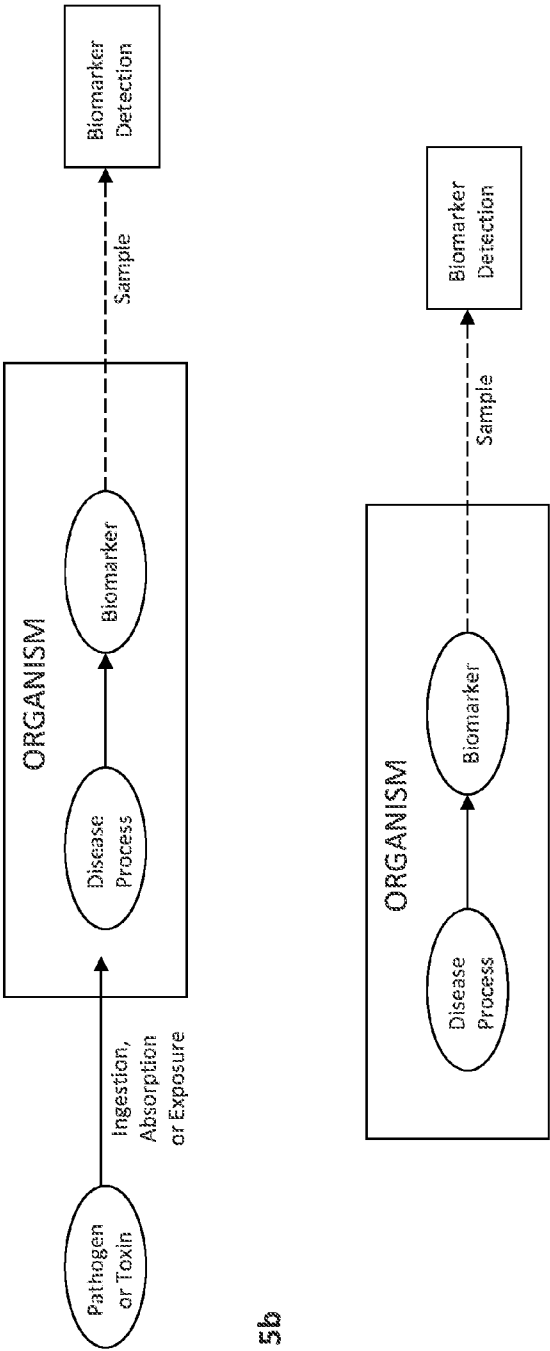 Pathogen
or Toxin
Ingestion,
Absorption
or Exposure
ORGANISM
Disease
Process
Biomarker
Sample
Biomarker
Detection
5b
ORGANISM
Disease
Process
Biomarker
Sample
Biomarker
Detection